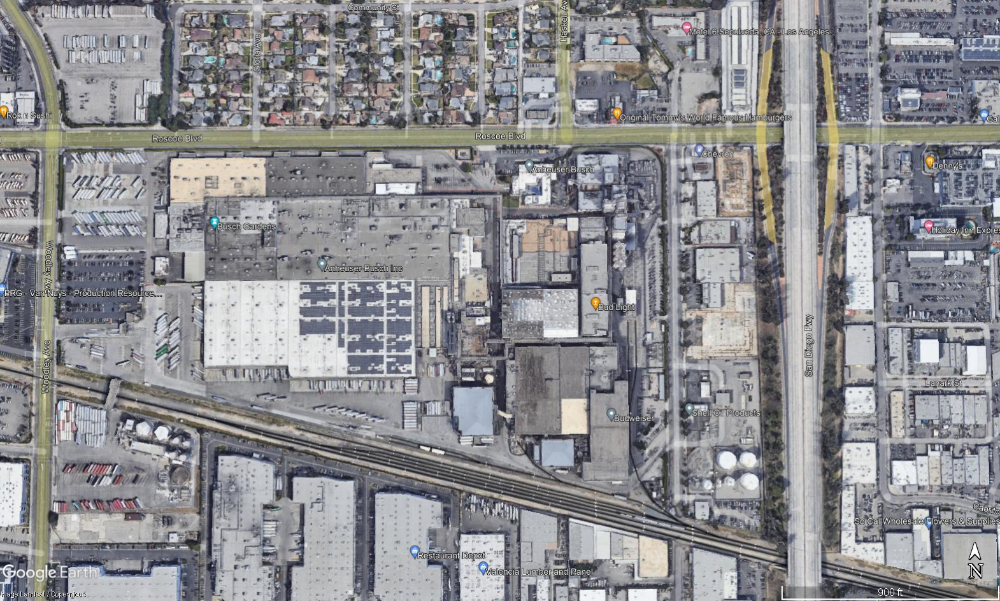 Community St
Haskell Av
Motel 6 Sepulveda, CA - Los Angeles...
Gloria Ave
Rok n Sushi
Original Tommy's World Famous Hamburgers
Gal
Roscoe Blvd
Roscoe Blvd
Chevron
Anheuser-Busch
Denny's
Busch Gardens
Holiday Inn Expres
Woodley Ave
Anheuser-Busch Inc
PRG - Van Nuys - Production Resource...
Bud Light
San Diego Fwy
Woodley Ave
Lanark St
Shell Oil Products
Budweiser
Cabrito
So Cal Wholesale Flowers & Supplies
Restaurant Depot
Valencia Lumber and Panel
Google Earth
N
900 ft
Image Landsat / Copernicus